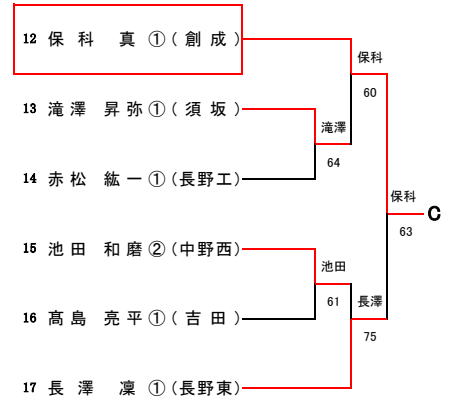 12 保科 真 ① (創成)
保科
60
13 滝澤 昇弥 ① (須坂)
滝澤
64
14 赤松 紘一 ① (長野工)
保科
C
63
15 池田 和磨 ② (中野西)
池田
61
長澤
16 髙島 亮平 ① (吉田)
75
17 長澤 凜 ① (長野東)